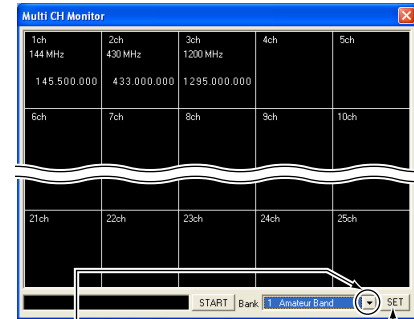 Multi CH Monitor
1ch 2ch 3ch 4ch 5ch
144 MHz 430 MHz 1200 MHz
145.500.000 433.000.000 1295.000.000
6ch 7ch 8ch 9ch 10ch
21ch 22ch 23ch 24ch 25ch
START Bank 1 Amateur Band SET